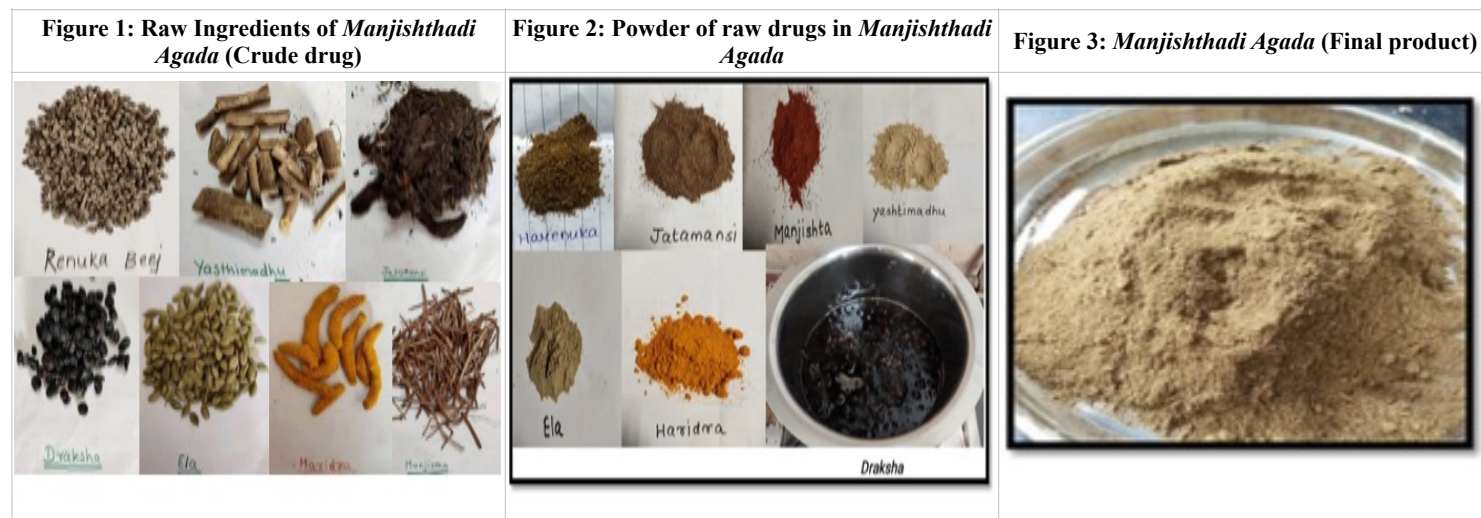 Figure 1: Raw Ingredients of Manjishthadi
Agada (Crude drug)
Figure 2: Powder of raw drugs in Manjishthadi
Agada
Figure 3: Manjishthadi Agada (Final product)
Renuka Beej
Yasthimadhu
Jatamansi
Draksha
Ela
Haridra
Manjistha
Harenuka
Jatamansi
Manjishta
yashtimadhu
Ela
Haridra
Draksha